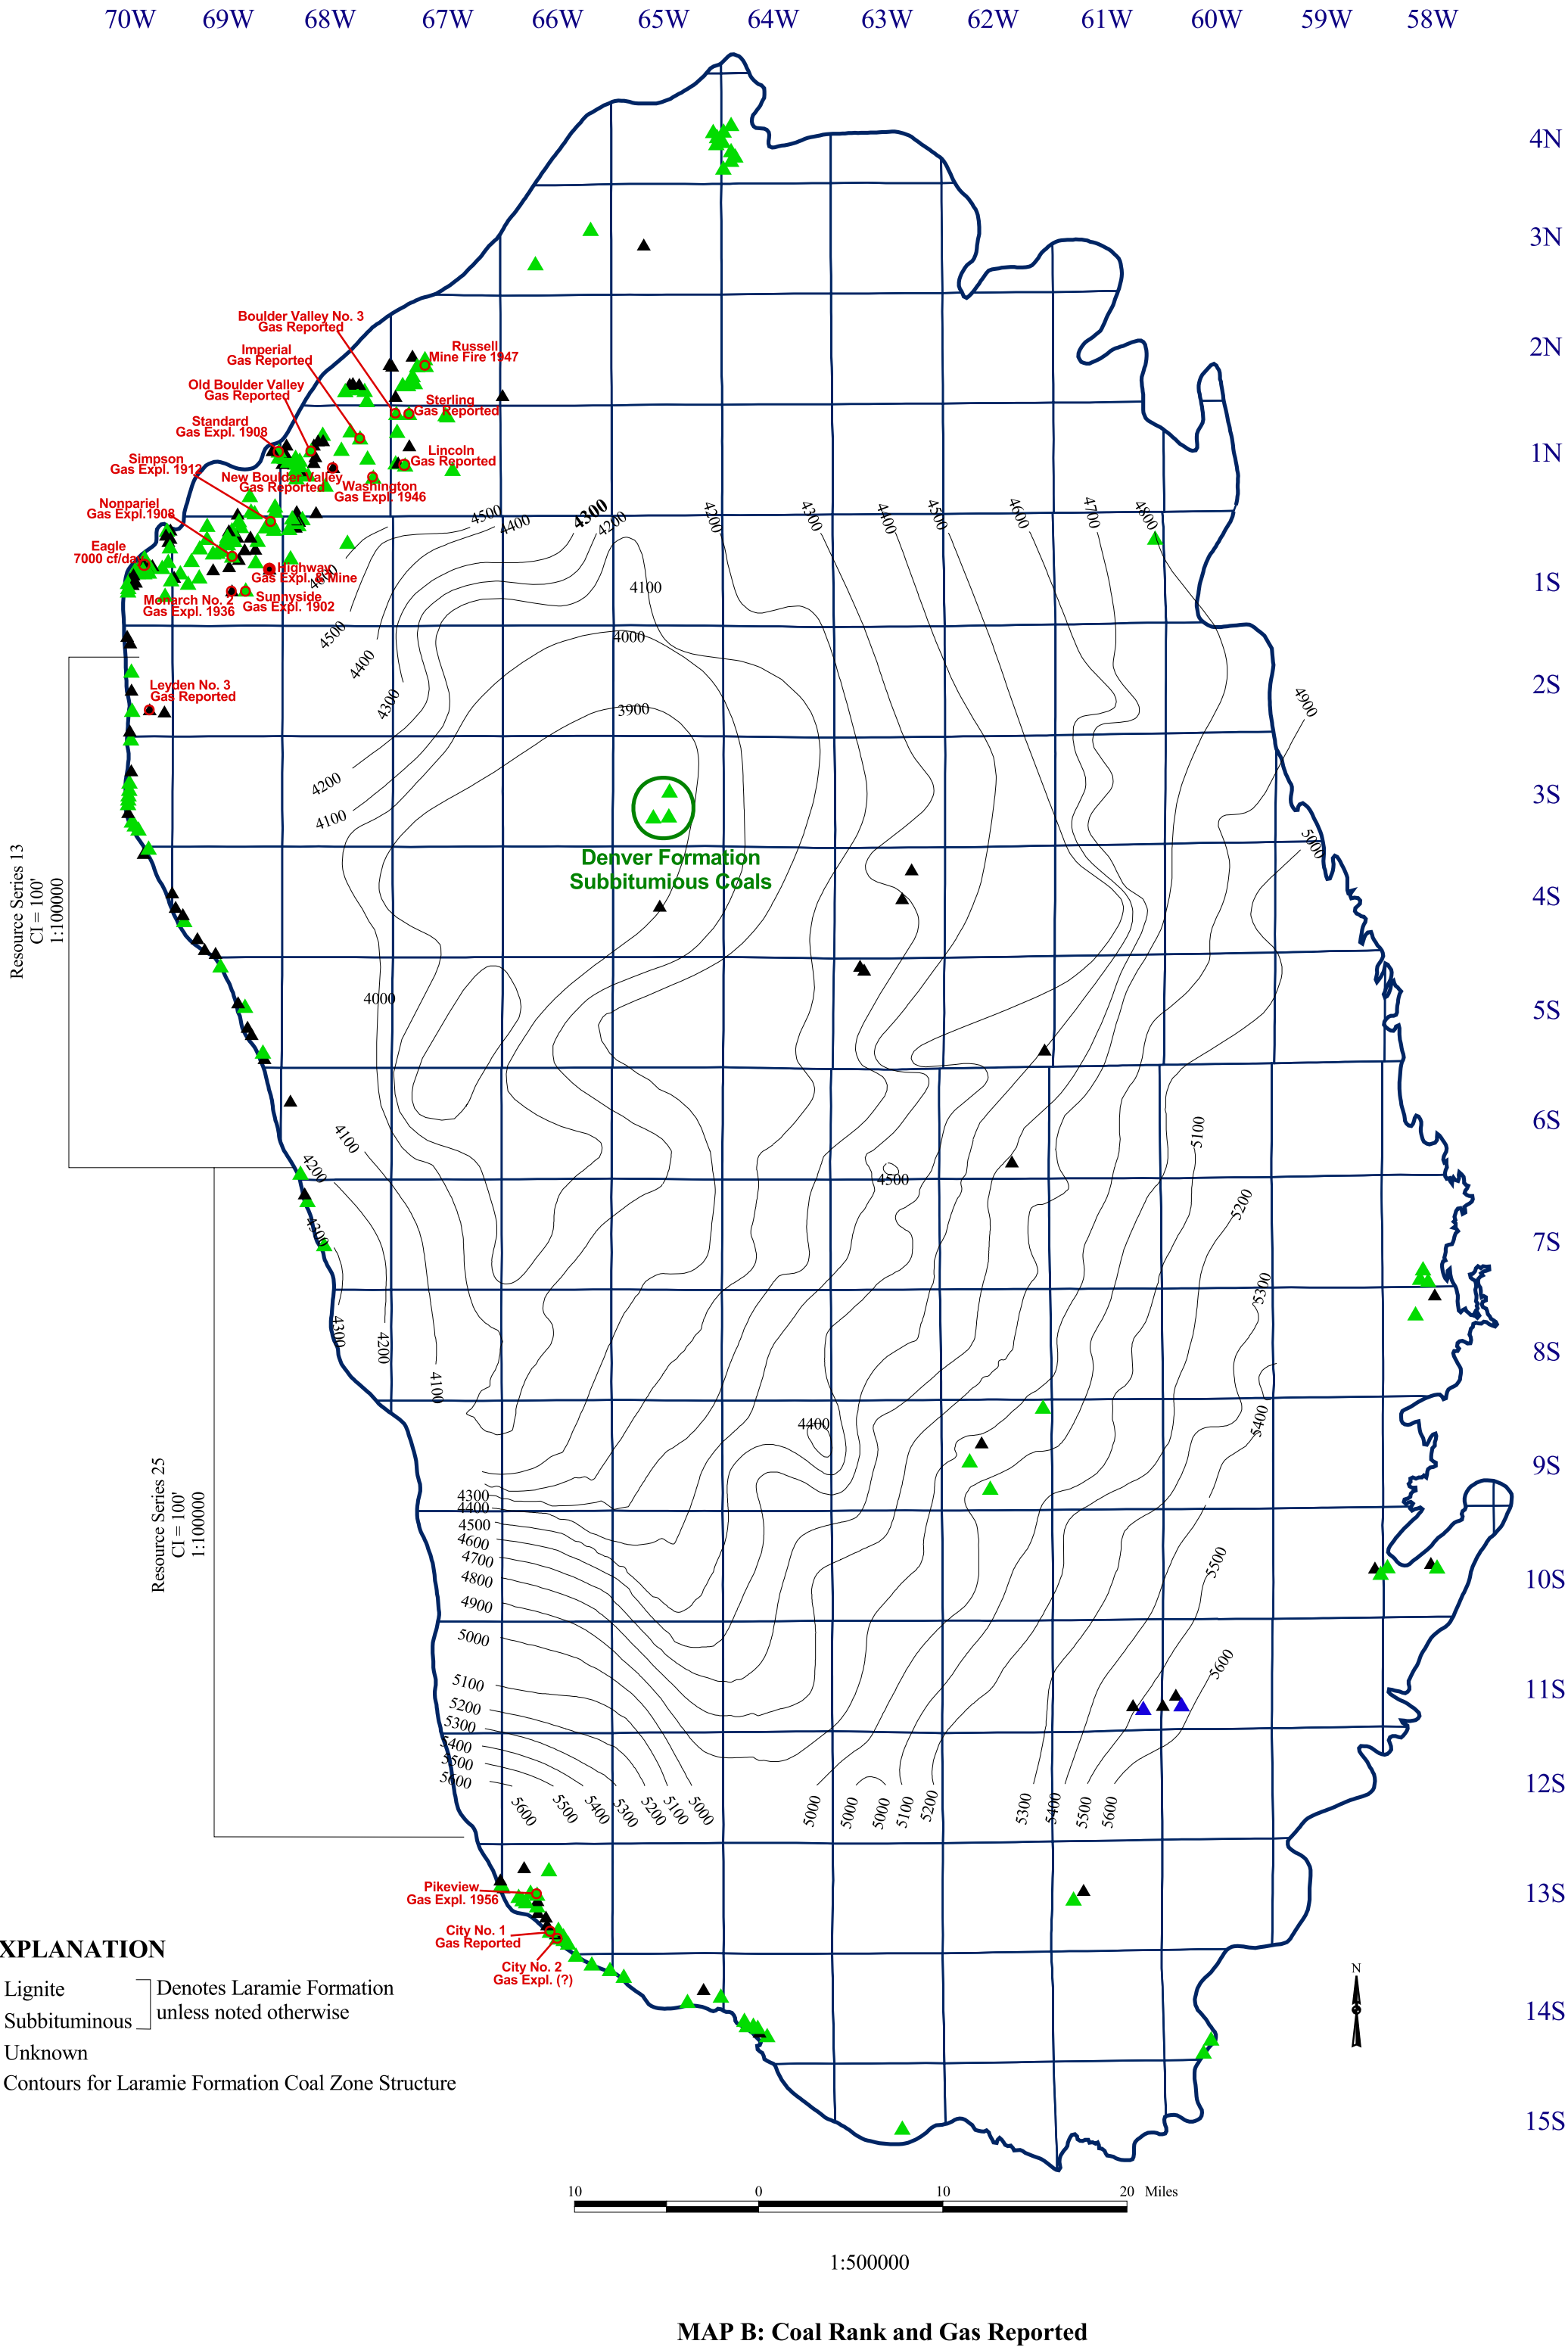 70W 69W 68W 67W 66W 65W 64W 63W 62W 61W 60W 59W 58W
4N
3N
2N
1N
1S
2S
3S
4S
5S
6S
7S
8S
9S
10S
11S
12S
13S
14S
15S
Boulder Valley No. 3
Gas Reported
Imperial
Gas Reported
Russell
Mine Fire 1947
Old Boulder Valley
Gas Reported
Sterling
Gas Reported
Standard
Gas Expl. 1908
Lincoln
Gas Reported
Simpson
Gas Expl. 1912
New Boulder Valley
Gas Reported
Washington
Gas Expl. 1946
Nonpariel
Gas Expl.1908
Eagle
7000 cf/day
Highway
Gas Expl. @ Mine
Monarch No. 2
Gas Expl. 1936
Sunnyside
Gas Expl. 1902
Leyden No. 3
Gas Reported
4500
4400
4300
4200
4200
4300
4400
4500
4600
4700
4800
4600
4500
4400
4300
4200
4100
4100
4000
3900
4900
5000
Denver Formation
Subbitumious Coals
Resource Series 13
CI = 100'
1:100000
4000
4100
4200
4300
4300
4200
4100
4500
4400
5100
5200
5300
5400
5500
5600
Resource Series 25
CI = 100'
1:100000
4300
4400
4500
4600
4700
4800
4900
5000
5100
5200
5300
5400
5500
5600
5600
5500
5400
5300
5200
5100
5000
5000
5000
5000
5100
5200
5300
5400
5500
5600
Pikeview
Gas Expl. 1956
City No. 1
Gas Reported
City No. 2
Gas Expl. (?)
XPLANATION
Lignite
Subbituminous
Denotes Laramie Formation
unless noted otherwise
Unknown
Contours for Laramie Formation Coal Zone Structure
N
10 0 10 20 Miles
1:500000
MAP B: Coal Rank and Gas Reported